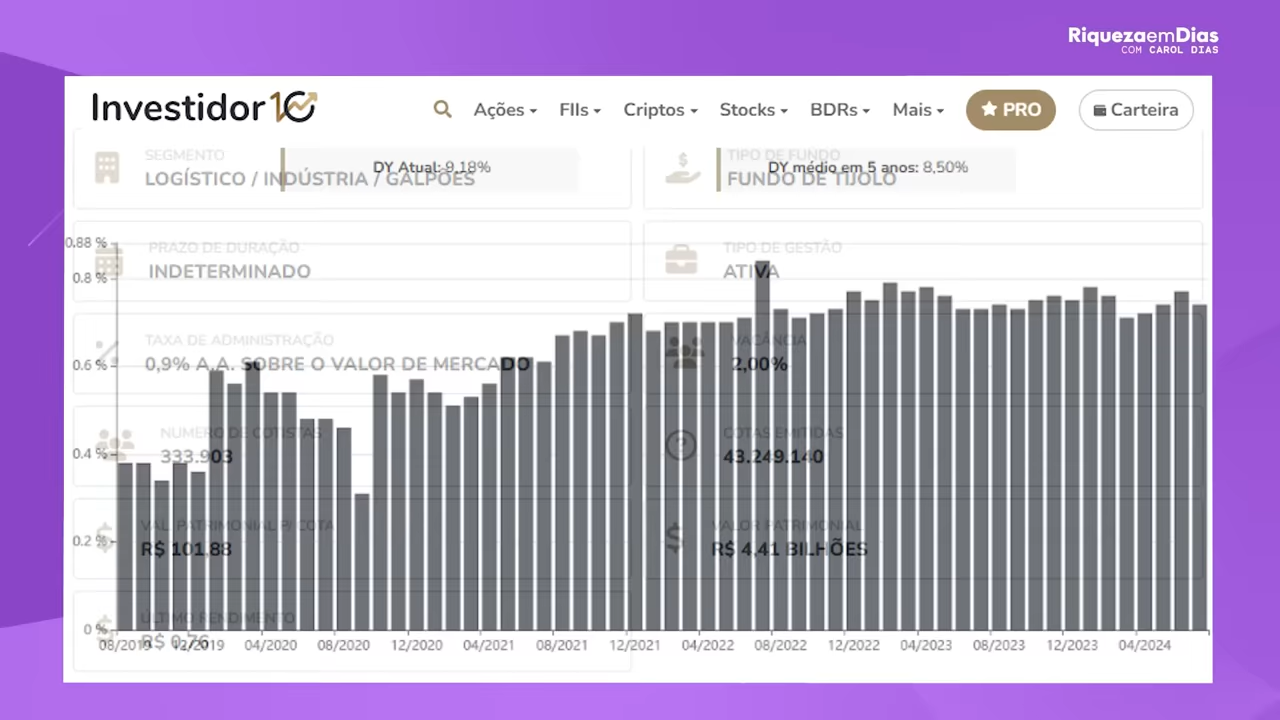 RiquezaemDias
COM CAROL DIAS
Investidor10
Ações
FIIs
Criptos
Stocks
BDRs
Mais
PRO
Carteira
SEGMENTO
LOGÍSTICO / INDÚSTRIA / GALPÕES
DY Atual: 9,18%
TIPO DE FUNDO
FUNDO DE TIJOLO
DY médio em 5 anos: 8,50%
PRAZO DE DURAÇÃO
INDETERMINADO
TIPO DE GESTÃO
ATIVA
TAXA DE ADMINISTRAÇÃO
0,9% A.A. SOBRE O VALOR DE MERCADO
VACÂNCIA
2,00%
NUMERO DE COTISTAS
333.903
COTAS EMITIDAS
43.249.140
VAL. PATRIMONIAL P/ COTA
R$ 101,88
VALOR PATRIMONIAL
R$ 4,41 BILHÕES
ÚLTIMO RENDIMENTO
R$ 0,76
0.88 %
0.8 %
0.6 %
0.4 %
0.2 %
0 %
08/2019 12/2019 04/2020 08/2020 12/2020 04/2021 08/2021 12/2021 04/2022 08/2022 12/2022 04/2023 08/2023 12/2023 04/2024